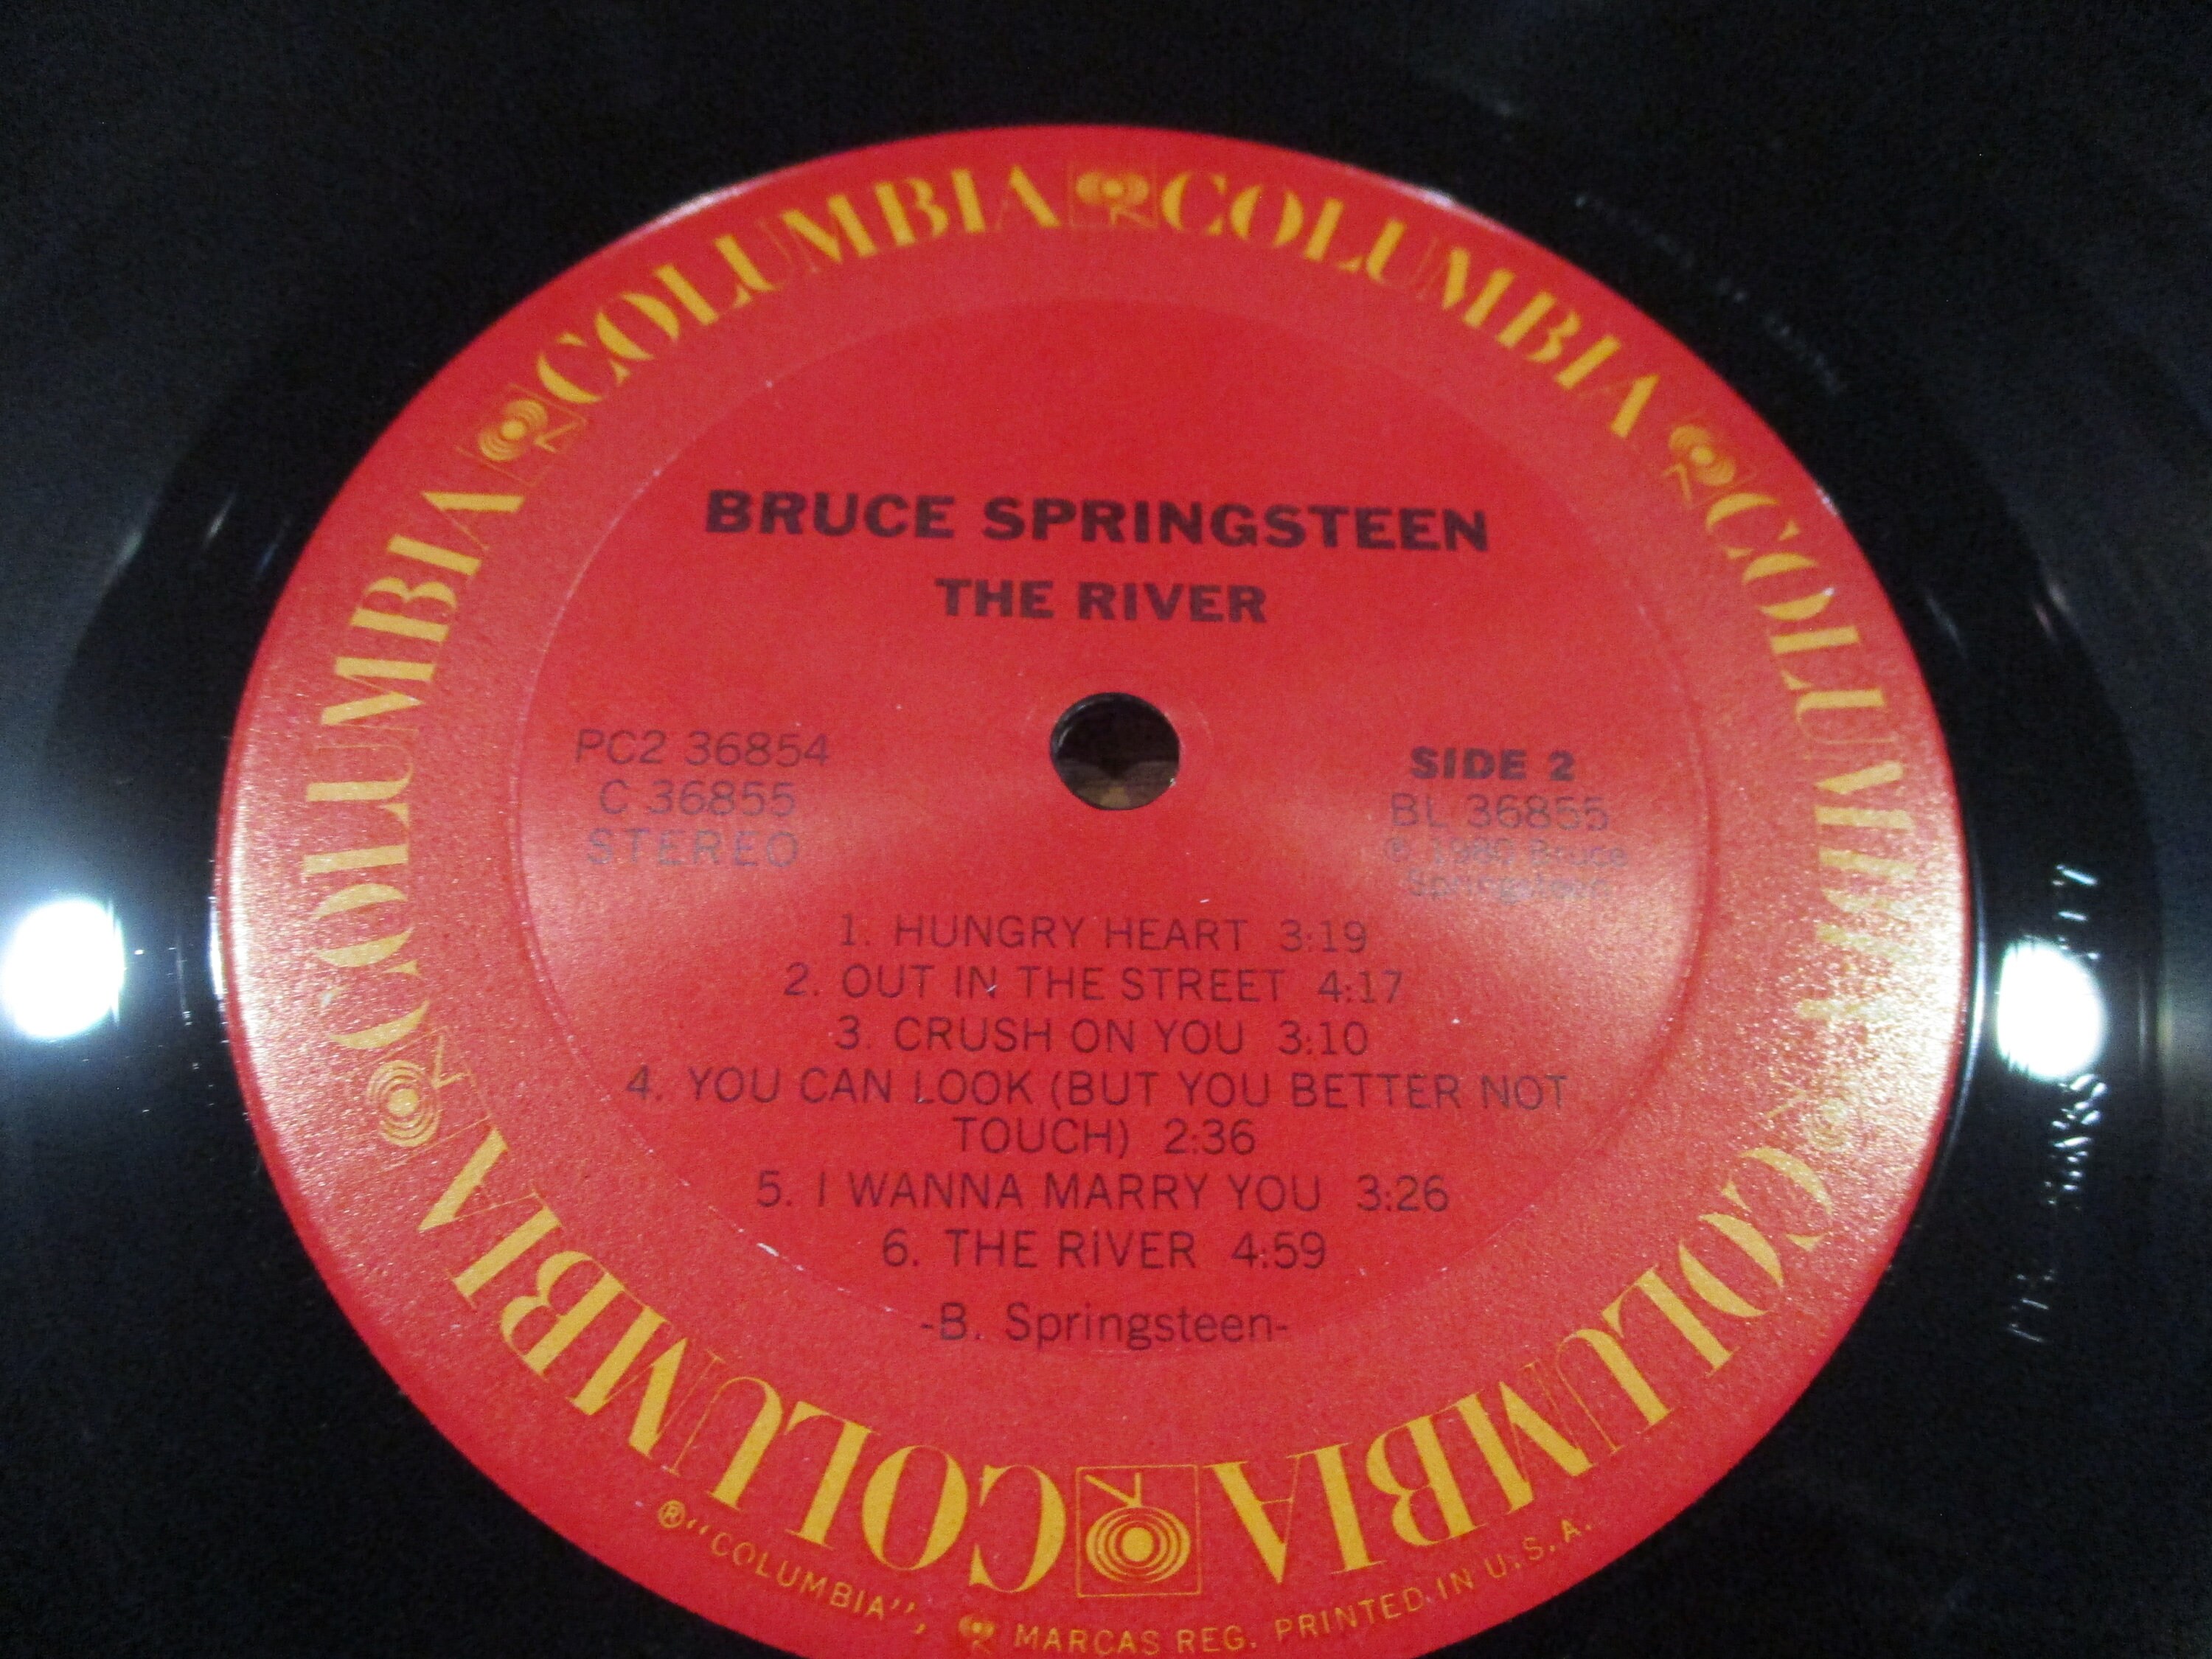 COLUMBIA COLUMBIA COLUMBIA COLUMBIA COLUMBIA COLUMBIA
BRUCE SPRINGSTEEN
THE RIVER
PC2 36854
C 36855
STEREO
SIDE 2
BL 36855
℗ 1980 Bruce
Springsteen
1. HUNGRY HEART 3:19
2. OUT IN THE STREET 4:17
3. CRUSH ON YOU 3:10
4. YOU CAN LOOK (BUT YOU BETTER NOT
TOUCH) 2:36
5. I WANNA MARRY YOU 3:26
6. THE RIVER 4:59
-B. Springsteen-
® "COLUMBIA", MARCAS REG. PRINTED IN U.S.A.